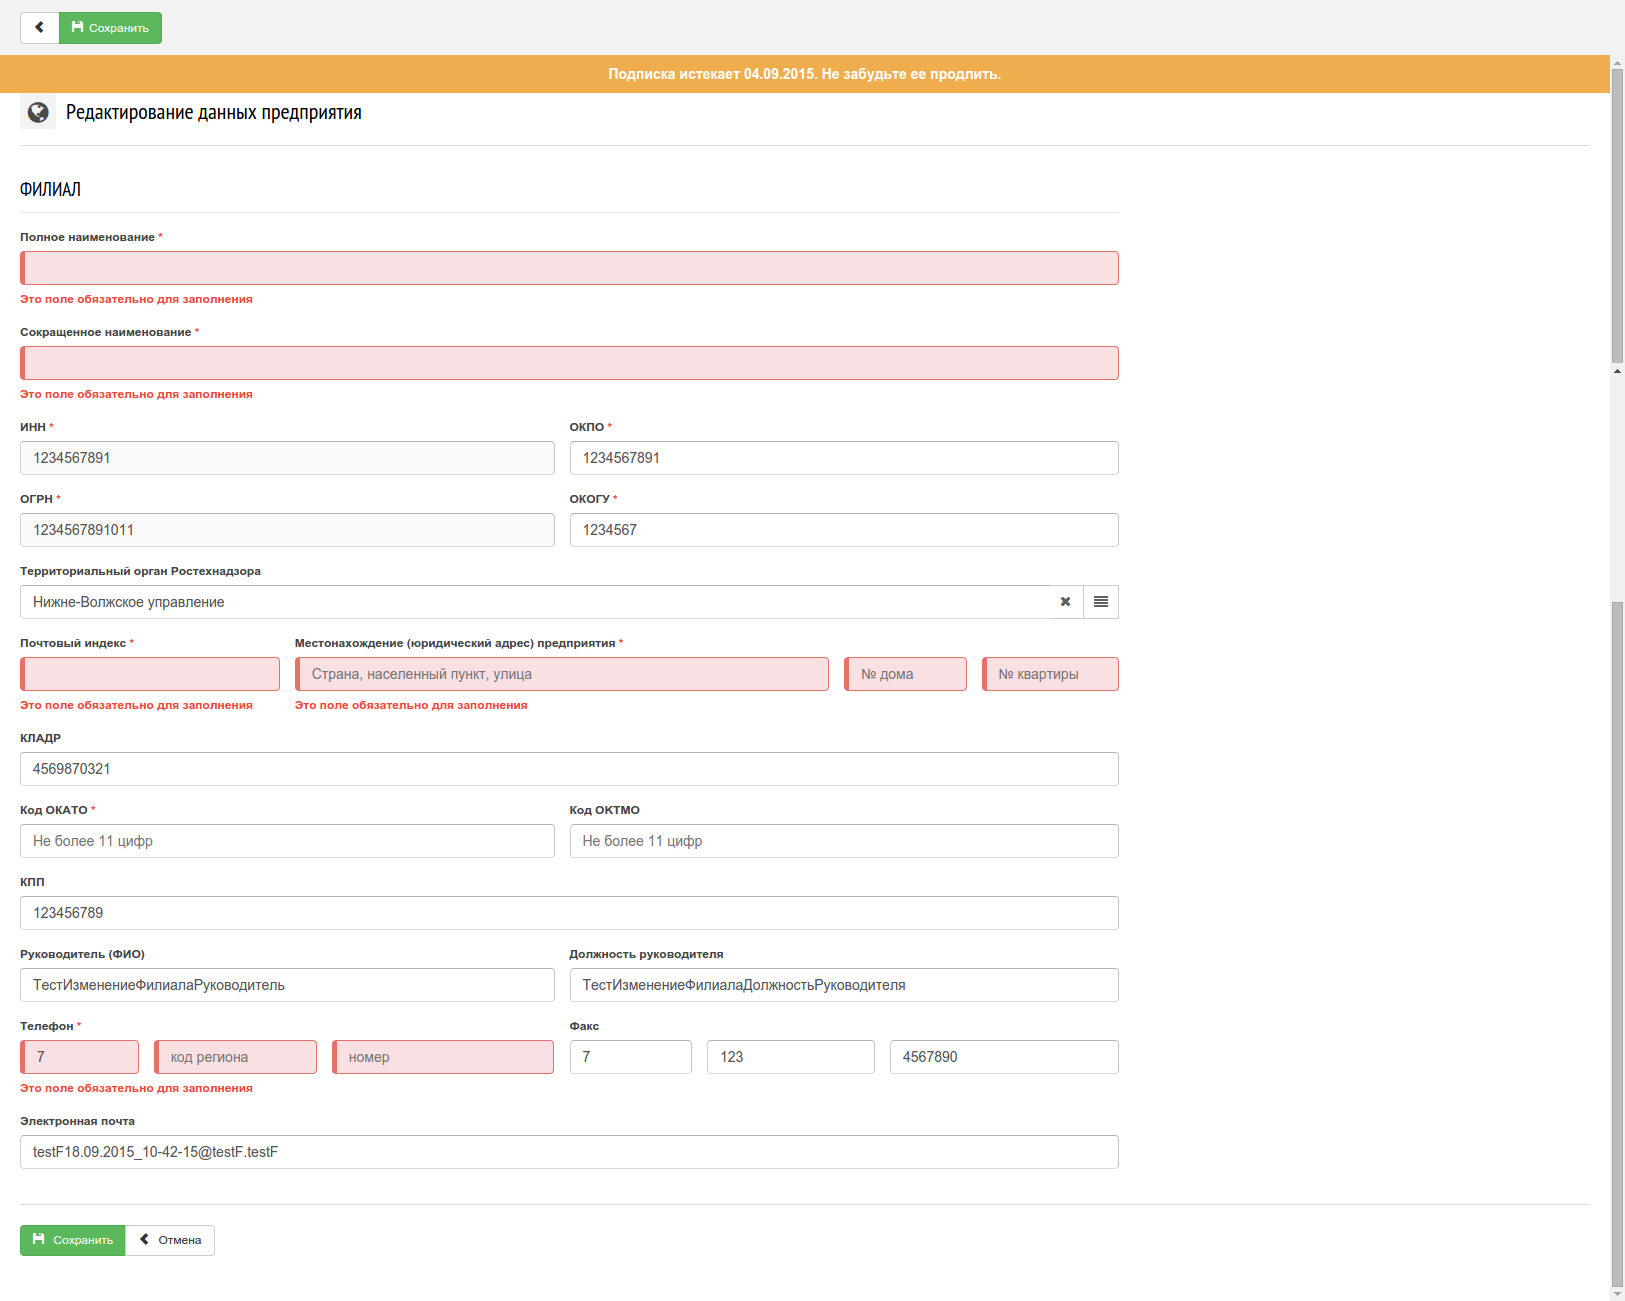 Сохранить
Подписка истекает 04.09.2015. Не забудьте ее продлить.
Редактирование данных предприятия
ФИЛИАЛ
Полное наименование *
Это поле обязательно для заполнения
Сокращенное наименование *
Это поле обязательно для заполнения
ИНН * ОКПО *
1234567891 1234567891
ОГРН * ОКОГУ *
1234567891011 1234567
Территориальный орган Ростехнадзора
Нижне-Волжское управление
Почтовый индекс * Местонахождение (юридический адрес) предприятия *
Страна, населенный пункт, улица № дома № квартиры
Это поле обязательно для заполнения Это поле обязательно для заполнения
КЛАДР
4569870321
Код ОКАТО * Код ОКТМО
Не более 11 цифр Не более 11 цифр
КПП
123456789
Руководитель (ФИО) Должность руководителя
ТестИзменениеФилиалаРуководитель ТестИзменениеФилиалаДолжностьРуководителя
Телефон * Факс
7 код региона номер 7 123 4567890
Это поле обязательно для заполнения
Электронная почта
testF18.09.2015_10-42-15@testF.testF
Сохранить Отмена